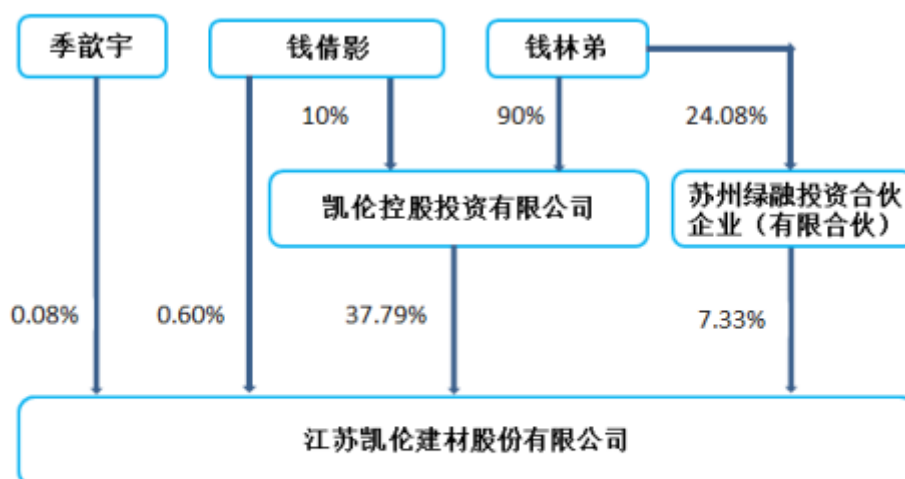 季歆宇
钱倩影
钱林弟
10%
90%
24.08%
凯伦控股投资有限公司
苏州绿融投资合伙
企业（有限合伙）
0.08%
0.60%
37.79%
7.33%
江苏凯伦建材股份有限公司